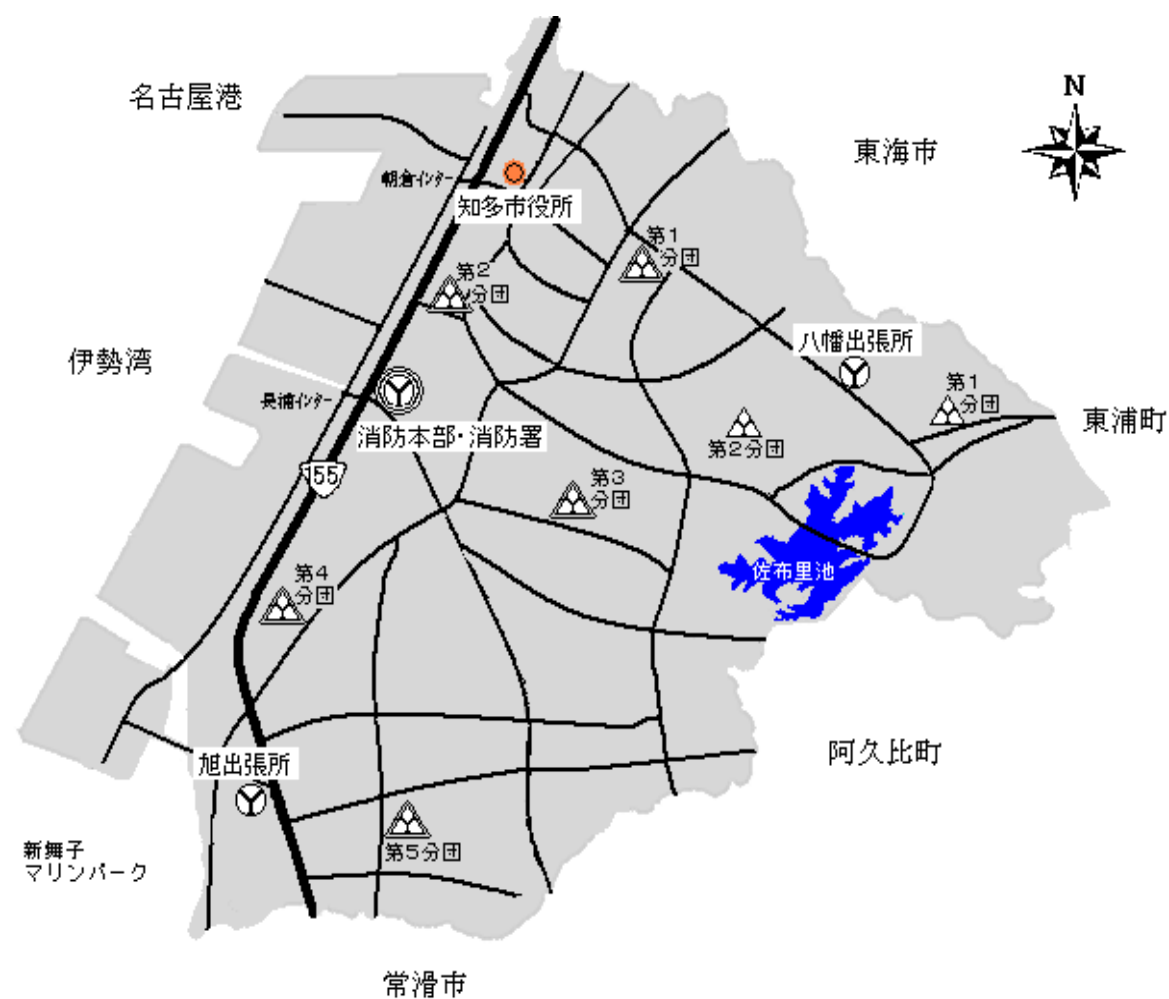 N
名古屋港
東海市
朝倉インター
知多市役所
第1
分団
第2
分団
八幡出張所
伊勢湾
長浦インター
第1
分団
東浦町
消防本部・消防署
第2分団
155
第3
分団
佐布里池
第4
分団
旭出張所
阿久比町
新舞子
マリンパーク
第5分団
常滑市